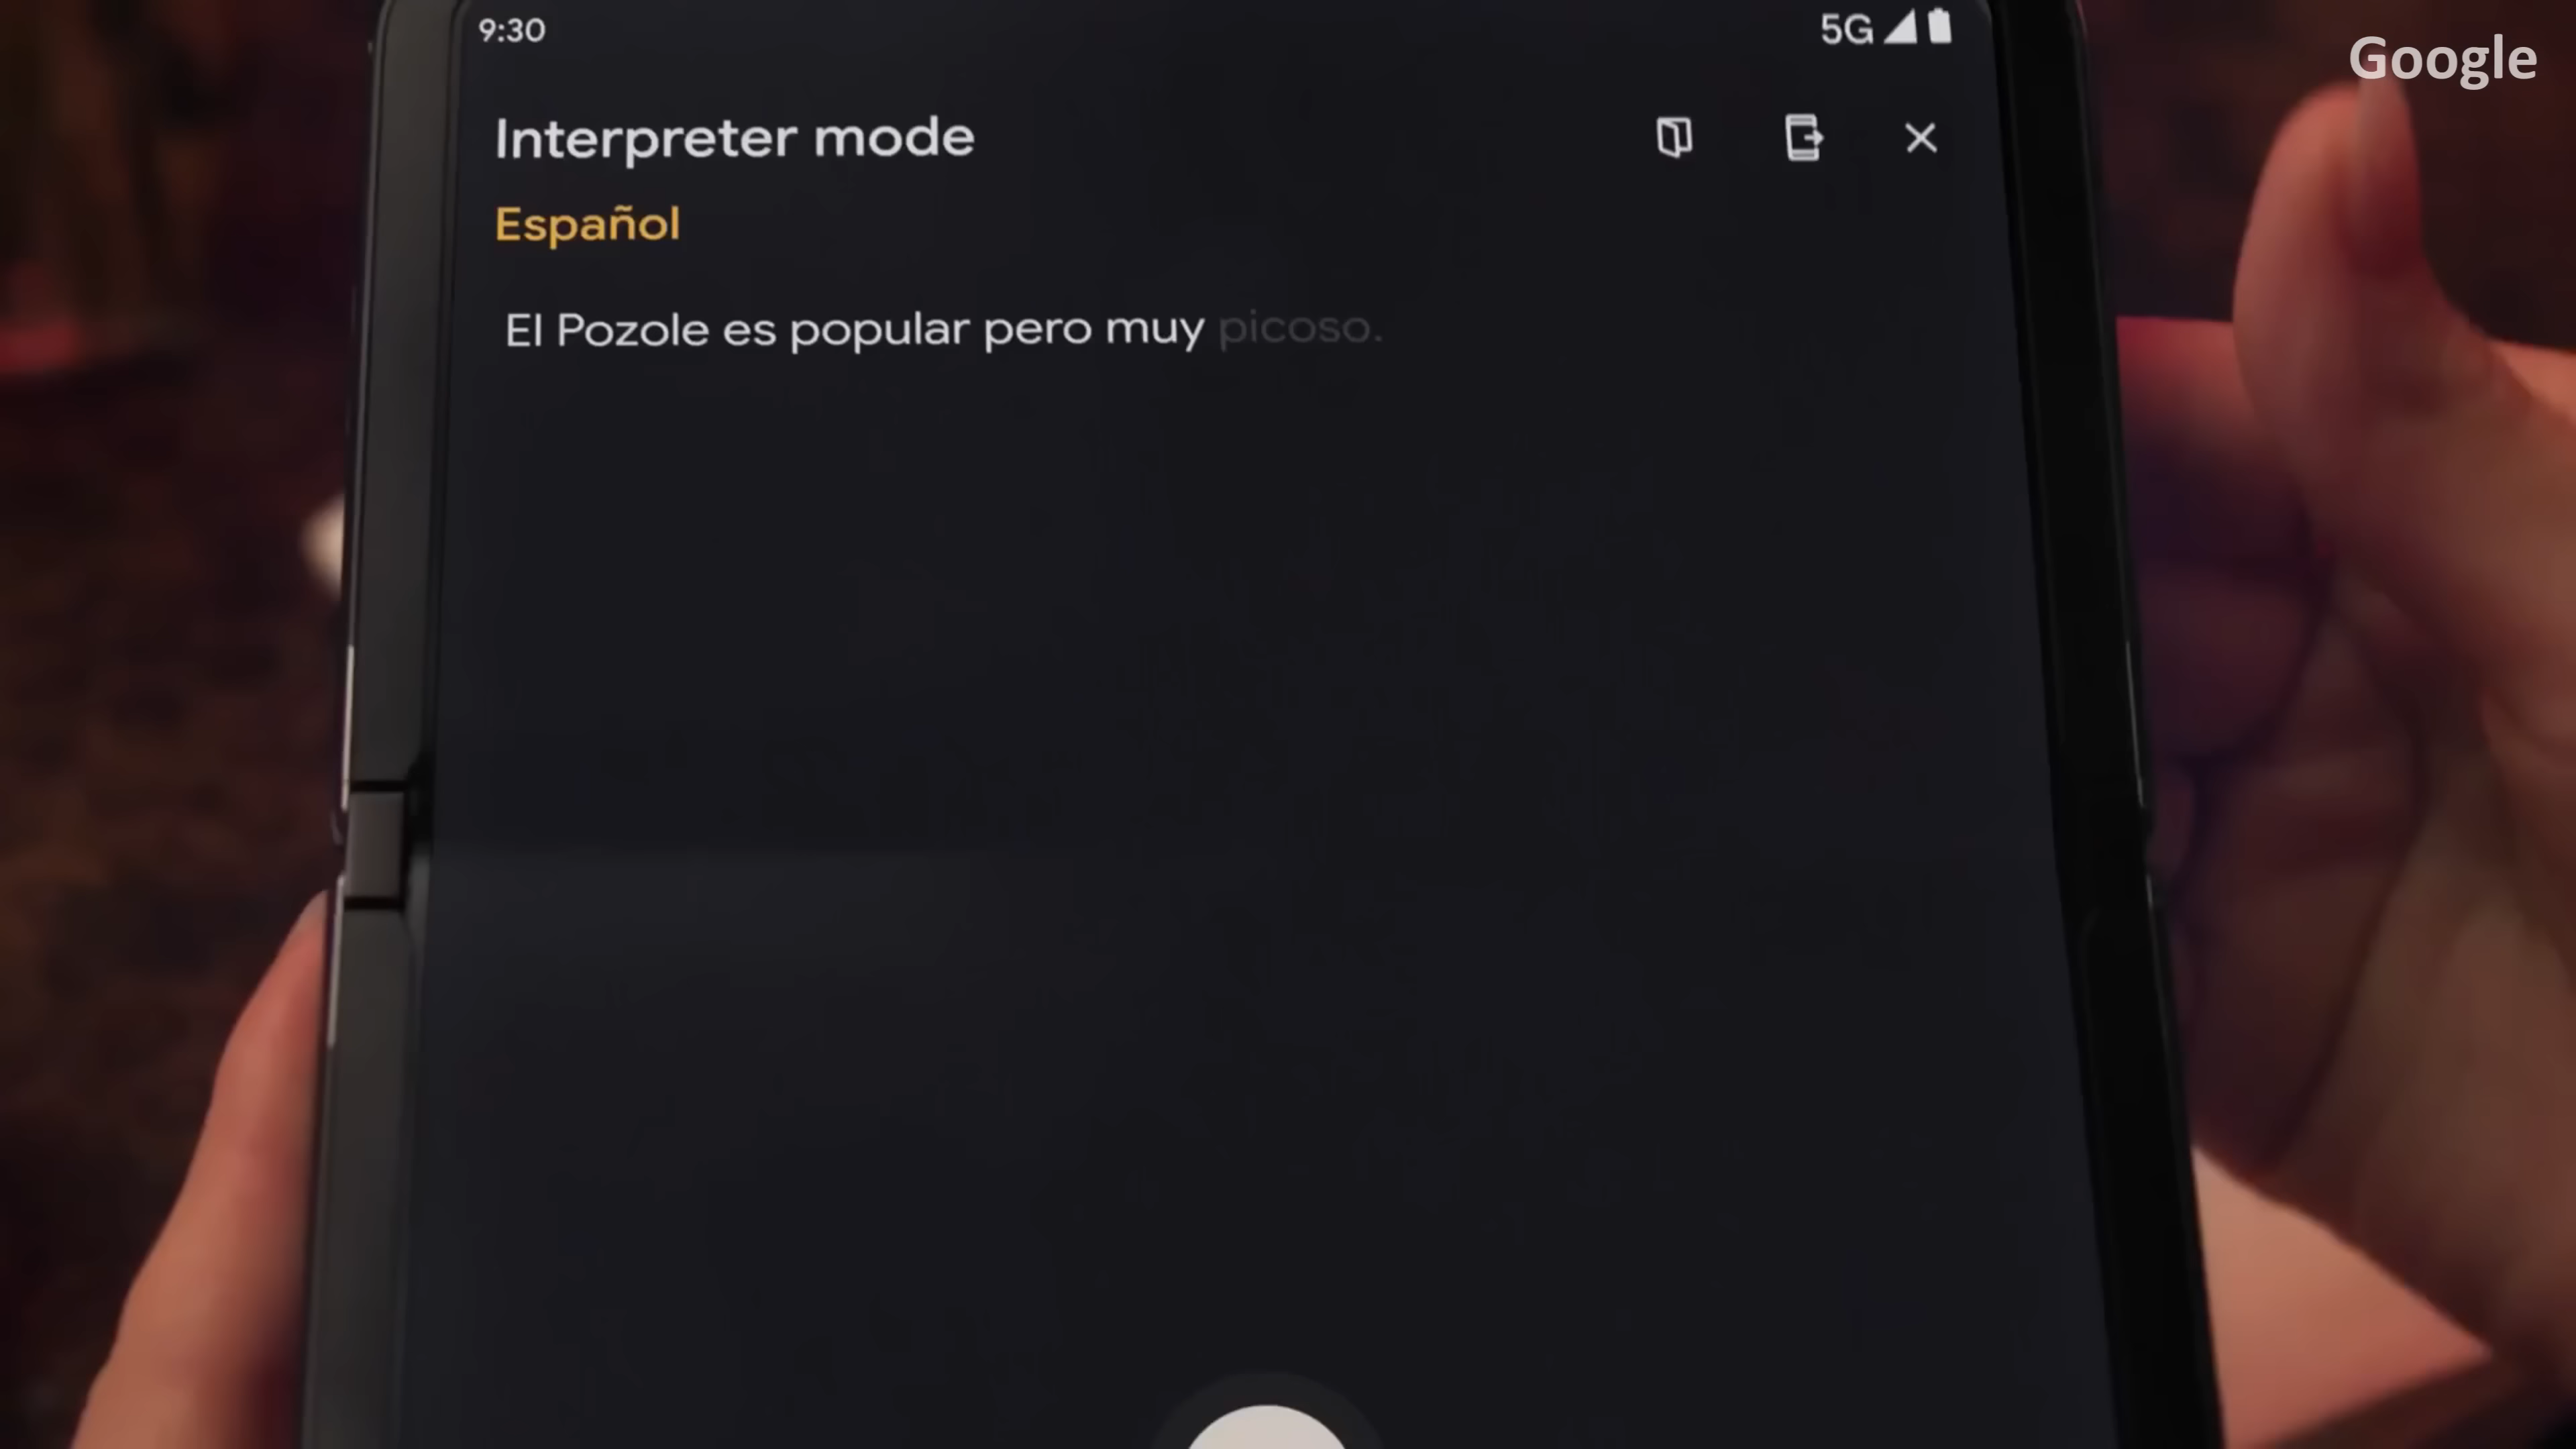 9:30 5G
Google
Interpreter mode
Español
El Pozole es popular pero muy picoso.